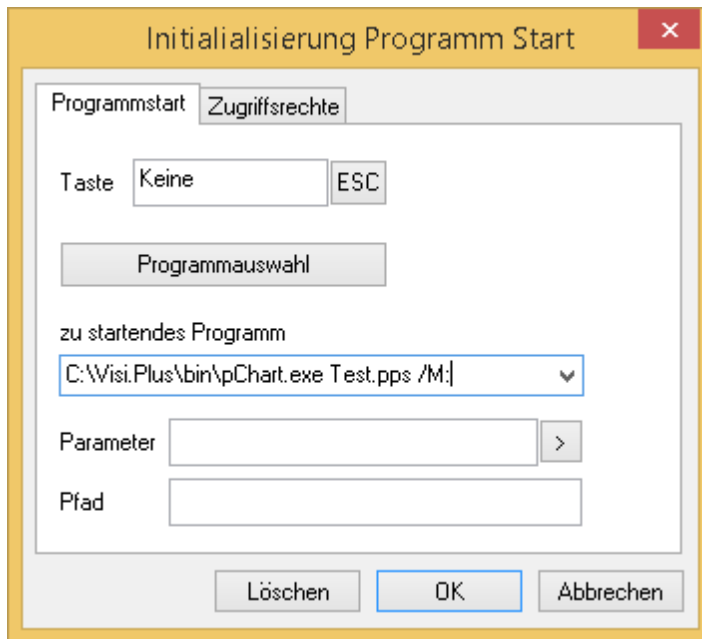 Initialialisierung Programm Start
Programmstart Zugriffsrechte
Taste Keine ESC
Programmauswahl
zu startendes Programm
C:\Visi.Plus\bin\pChart.exe Test.pps /M:
Parameter >
Pfad
Löschen OK Abbrechen